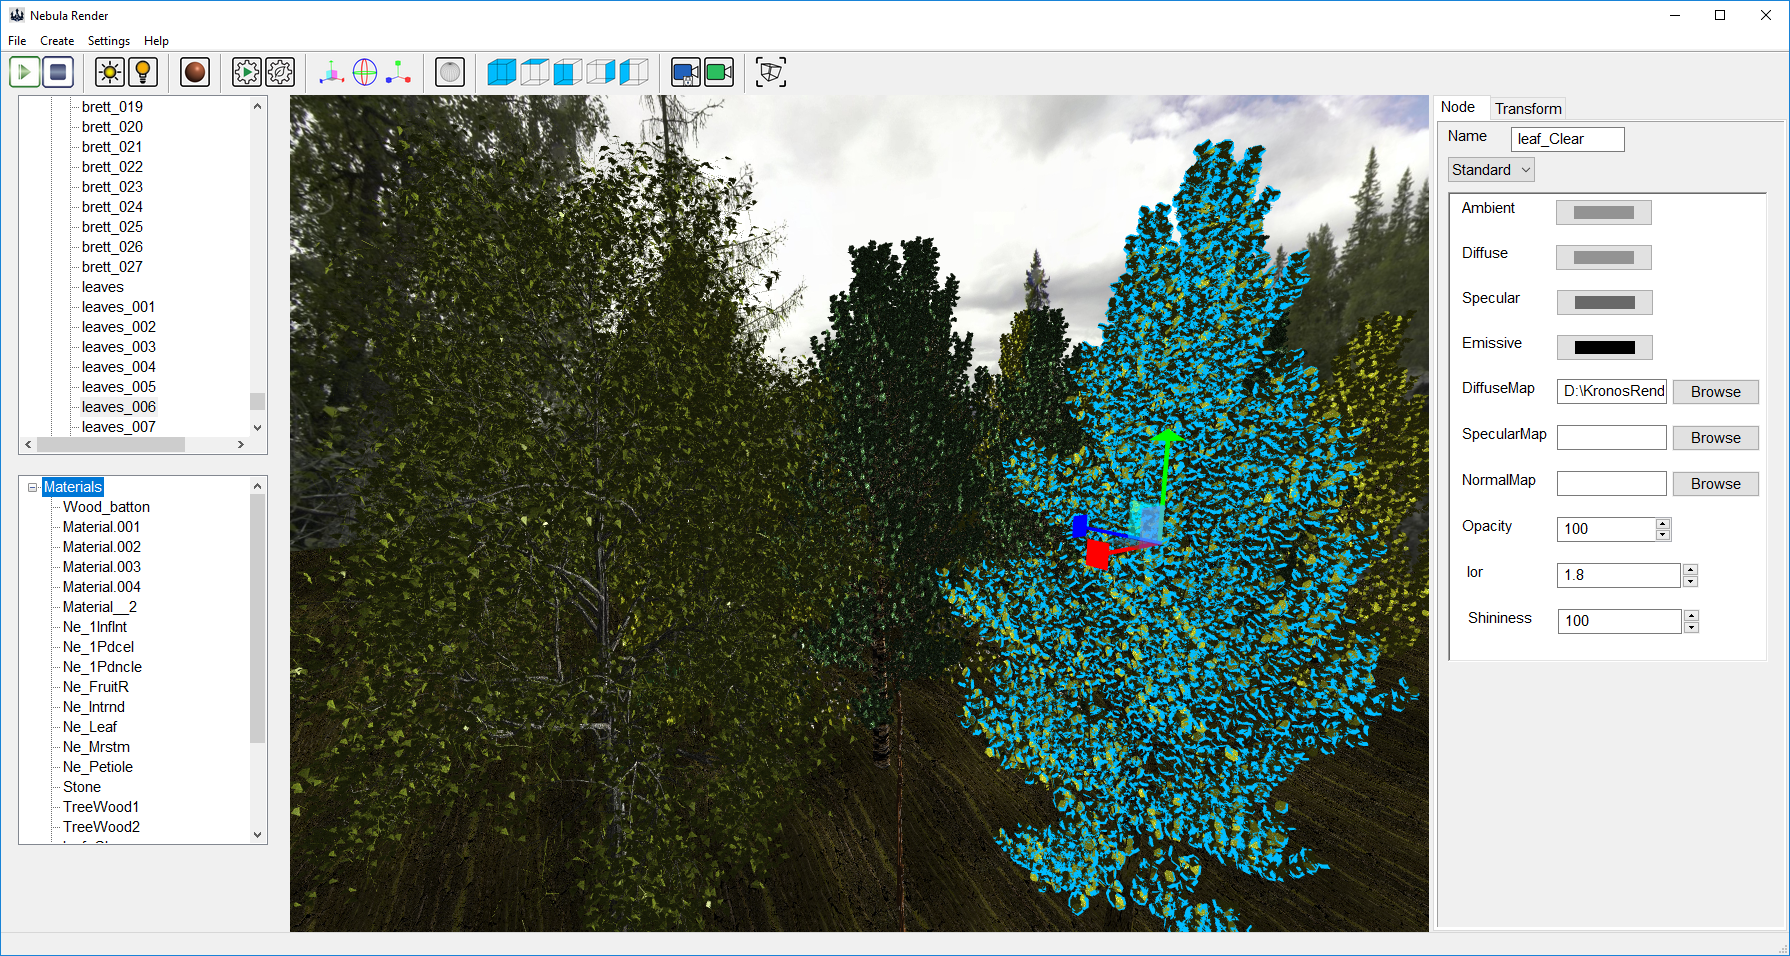 Nebula Render
File Create Settings Help
brett_019
brett_020
brett_021
brett_022
brett_023
brett_024
brett_025
brett_026
brett_027
leaves
leaves_001
leaves_002
leaves_003
leaves_004
leaves_005
leaves_006
leaves_007
Materials
Wood_batton
Material.001
Material.002
Material.003
Material.004
Material__2
Ne_1InfInt
Ne_1Pdcel
Ne_1Pdncle
Ne_FruitR
Ne_Intrnd
Ne_Leaf
Ne_Mrstm
Ne_Petiole
Stone
TreeWood1
TreeWood2
Node Transform
Name leaf_Clear
Standard
Ambient
Diffuse
Specular
Emissive
DiffuseMap D:\KronosRend Browse
SpecularMap Browse
NormalMap Browse
Opacity 100
Ior 1.8
Shininess 100